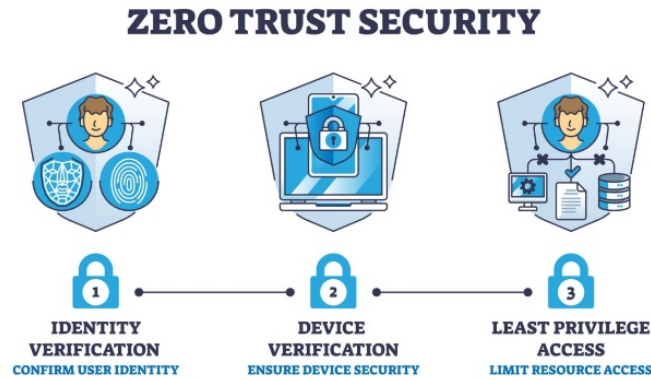 ZERO TRUST SECURITY
1
2
3
IDENTITY
VERIFICATION
CONFIRM USER IDENTITY
DEVICE
VERIFICATION
ENSURE DEVICE SECURITY
LEAST PRIVILEGE
ACCESS
LIMIT RESOURCE ACCESS